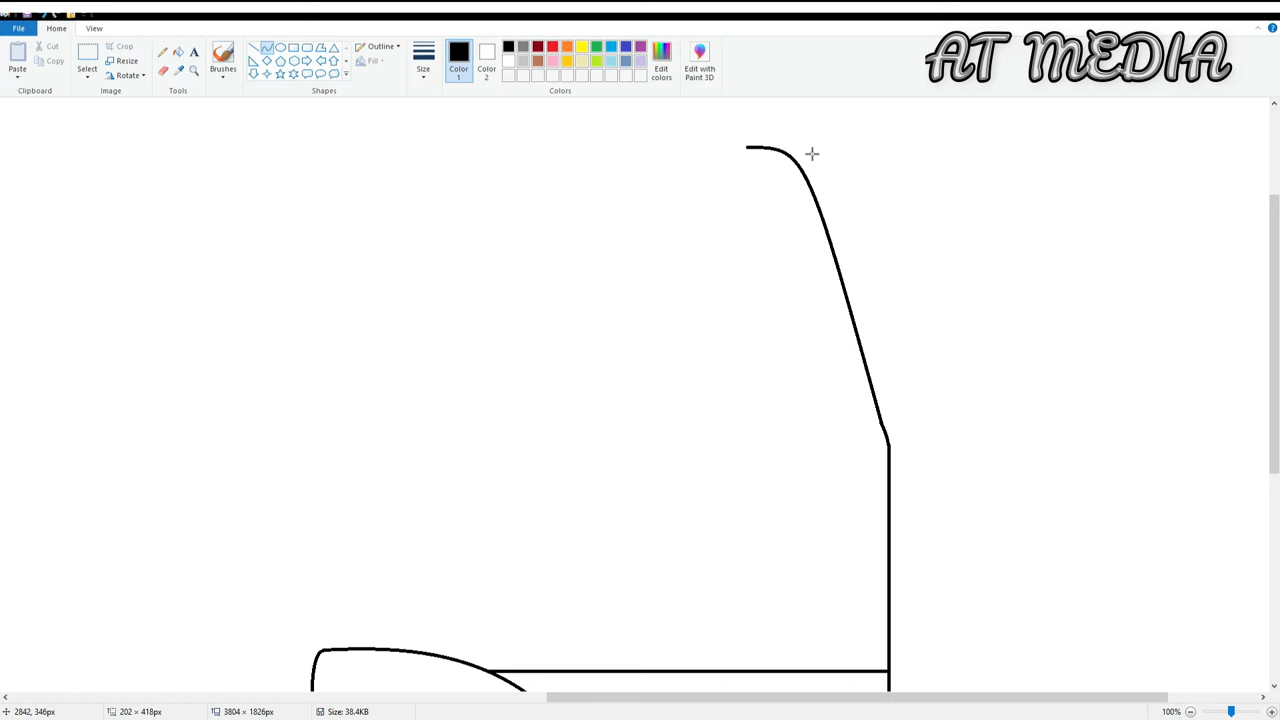 File Home View
AT MEDIA
Paste Cut Copy Select Crop Resize Rotate Brushes Outline Fill Size Color 1 Color 2 Edit colors Edit with Paint 3D
Clipboard Image Tools Shapes Colors
2842, 346px 202 × 418px 3804 × 1826px Size: 38.4KB 100%